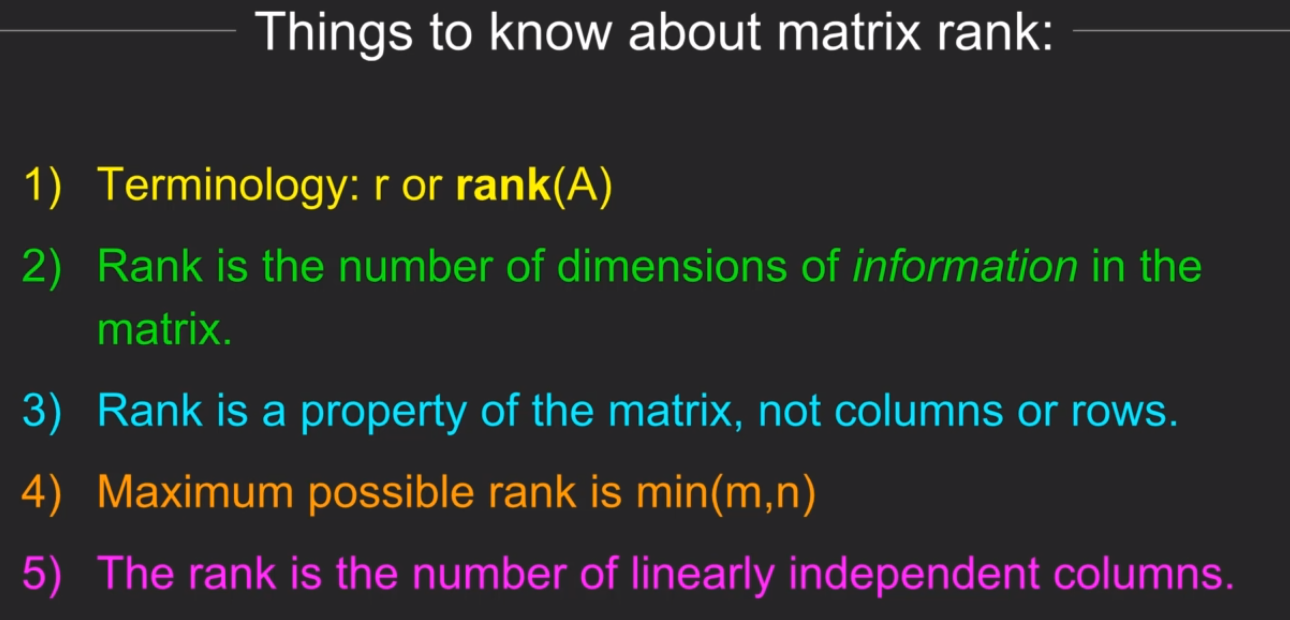 Things to know about matrix rank:
1) Terminology: r or rank(A)
2) Rank is the number of dimensions of information in the
matrix.
3) Rank is a property of the matrix, not columns or rows.
4) Maximum possible rank is min(m,n)
5) The rank is the number of linearly independent columns.